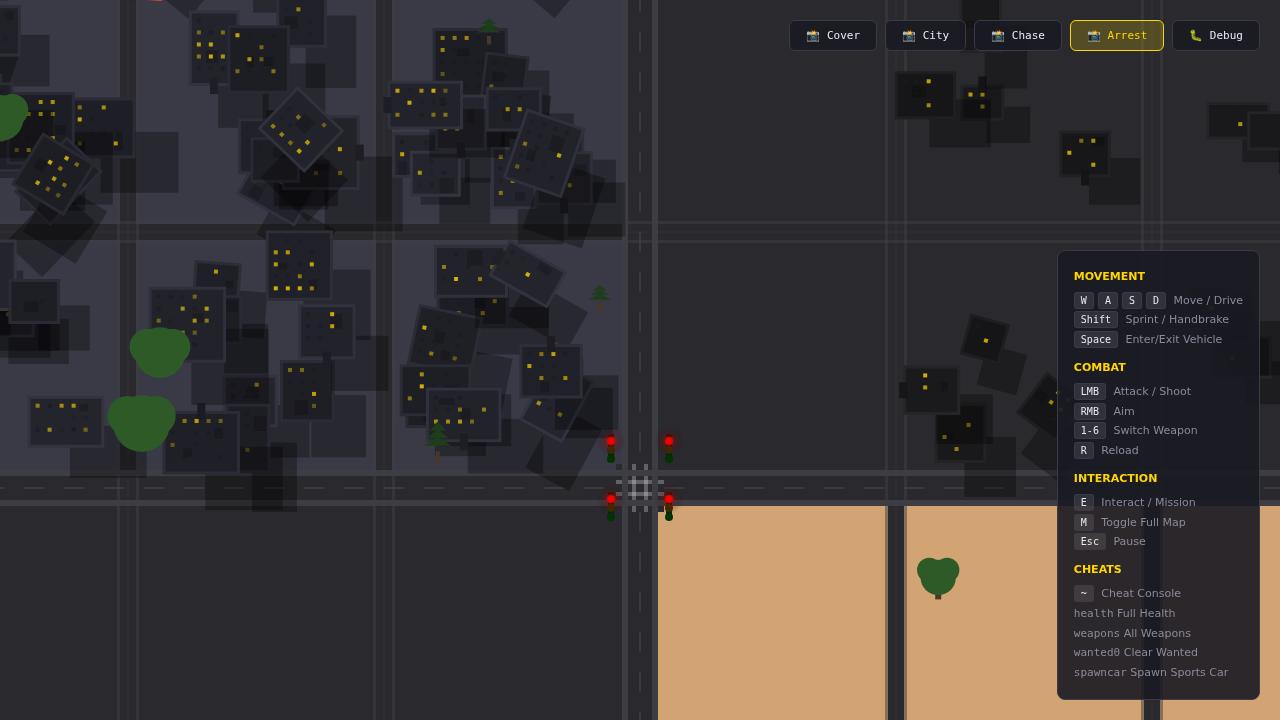 📸 Cover
📸 City
📸 Chase
📸 Arrest
🐛 Debug
MOVEMENT
W A S D Move / Drive
Shift Sprint / Handbrake
Space Enter/Exit Vehicle
COMBAT
LMB Attack / Shoot
RMB Aim
1-6 Switch Weapon
R Reload
INTERACTION
E Interact / Mission
M Toggle Full Map
Esc Pause
CHEATS
~ Cheat Console
health Full Health
weapons All Weapons
wanted0 Clear Wanted
spawncar Spawn Sports Car